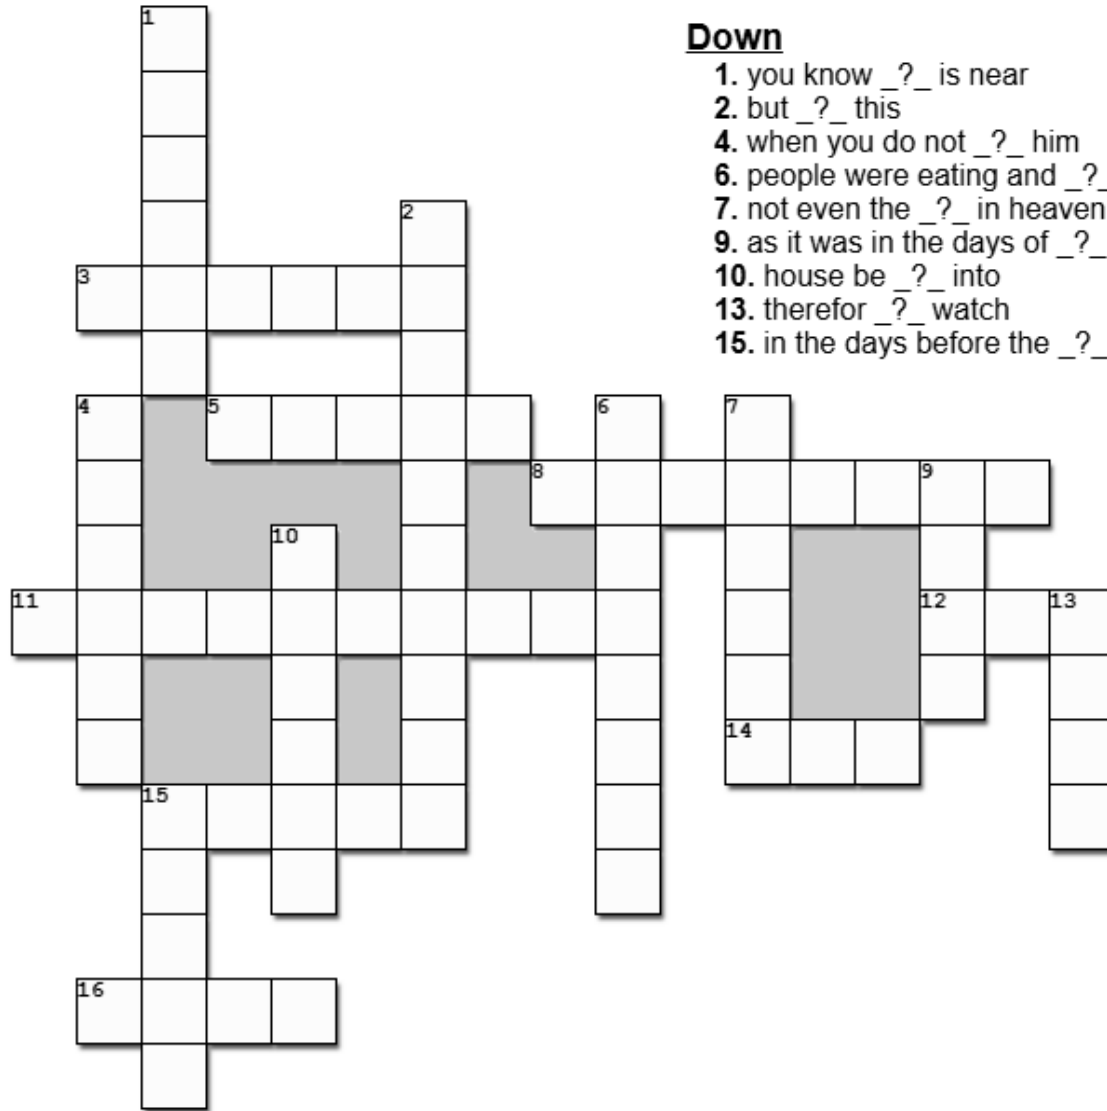 1
Down
1. you know _?_ is near
2. but _?_ this
4. when you do not _?_ him
6. people were eating and _?_
7. not even the _?_ in heaven
9. as it was in the days of _?_
10. house be _?_ into
13. therefor _?_ watch
15. in the days before the _?_
2
3
4 5 6 7
8 9
10
11 12 13
14
15
16